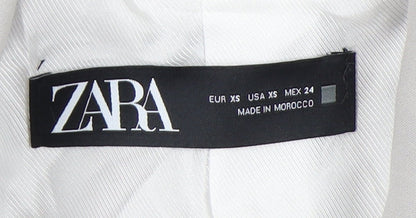 ZARA
EUR XS USA XS MEX 24
MADE IN MOROCCO